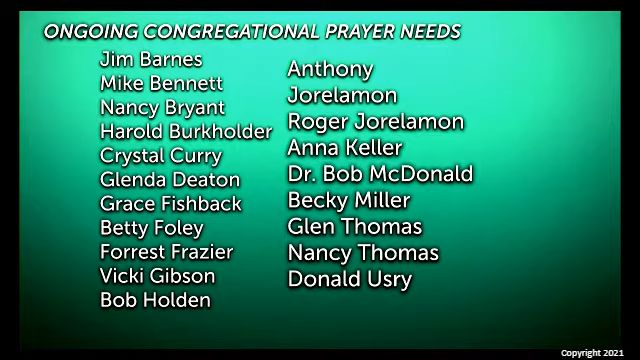 ONGOING CONGREGATIONAL PRAYER NEEDS
Jim Barnes
Mike Bennett
Nancy Bryant
Harold Burkholder
Crystal Curry
Glenda Deaton
Grace Fishback
Betty Foley
Forrest Frazier
Vicki Gibson
Bob Holden
Anthony
Jorelamon
Roger Jorelamon
Anna Keller
Dr. Bob McDonald
Becky Miller
Glen Thomas
Nancy Thomas
Donald Usry
Copyright 2021